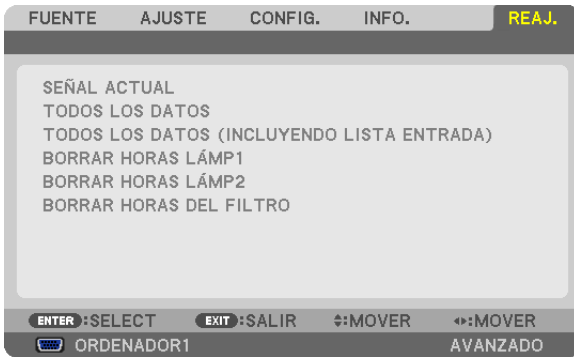 FUENTE AJUSTE CONFIG. INFO. REAJ.
SEÑAL ACTUAL
TODOS LOS DATOS
TODOS LOS DATOS (INCLUYENDO LISTA ENTRADA)
BORRAR HORAS LÁMP1
BORRAR HORAS LÁMP2
BORRAR HORAS DEL FILTRO
ENTER:SELECT EXIT:SALIR :MOVER :MOVER
ORDENADOR1 AVANZADO